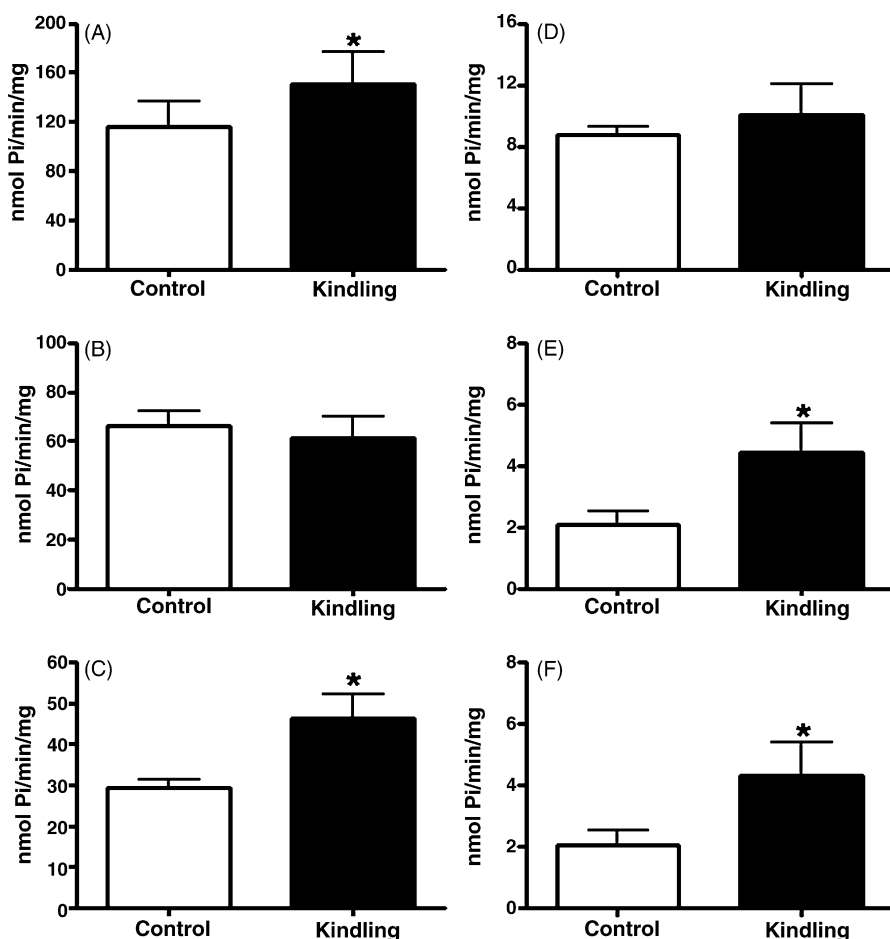 (A)
nmol Pi/min/mg
200
160
120
80
40
0
*
Control
Kindling
(D)
nmol Pi/min/mg
16
12
8
4
0
Control
Kindling
(B)
nmol Pi/min/mg
100
80
60
40
20
0
Control
Kindling
(E)
nmol Pi/min/mg
8
6
4
2
0
*
Control
Kindling
(C)
nmol Pi/min/mg
60
50
40
30
20
10
0
*
Control
Kindling
(F)
nmol Pi/min/mg
8
6
4
2
0
*
Control
Kindling